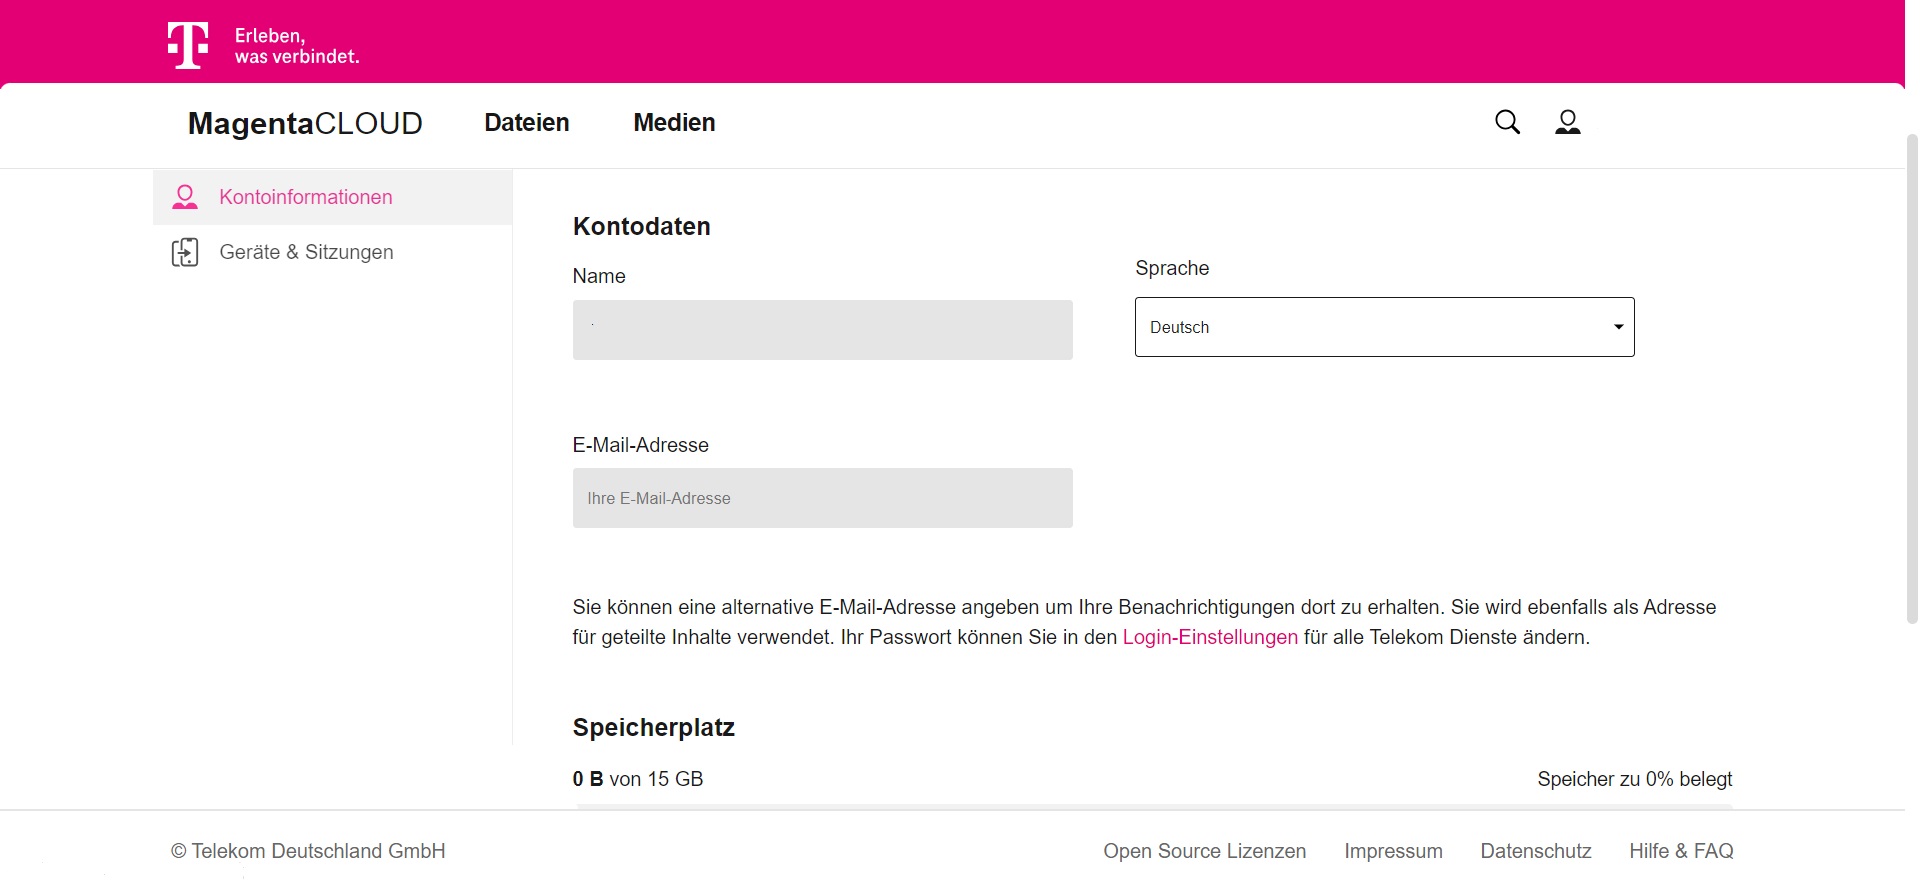 T
Erleben,
was verbindet.
MagentaCLOUD
Dateien
Medien
Kontoinformationen
Geräte & Sitzungen
Kontodaten
Name
Sprache
Deutsch
E-Mail-Adresse
Ihre E-Mail-Adresse
Sie können eine alternative E-Mail-Adresse angeben um Ihre Benachrichtigungen dort zu erhalten. Sie wird ebenfalls als Adresse
für geteilte Inhalte verwendet. Ihr Passwort können Sie in den Login-Einstellungen für alle Telekom Dienste ändern.
Speicherplatz
0 B von 15 GB
Speicher zu 0% belegt
© Telekom Deutschland GmbH
Open Source Lizenzen
Impressum
Datenschutz
Hilfe & FAQ